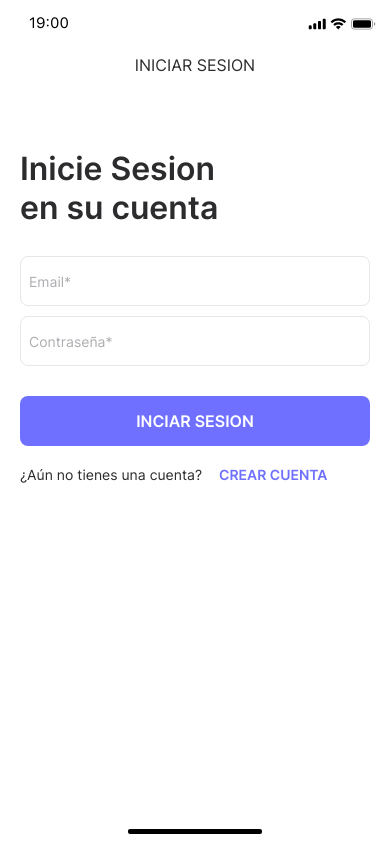 19:00
INICIAR SESION
Inicie Sesion
en su cuenta
Email*
Contraseña*
INCIAR SESION
¿Aún no tienes una cuenta? CREAR CUENTA